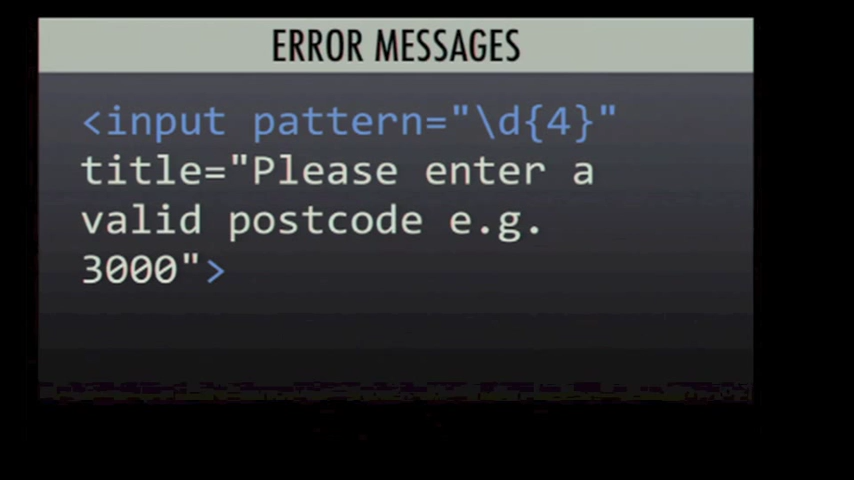 ERROR MESSAGES
<input pattern="\d{4}"
title="Please enter a
valid postcode e.g.
3000">